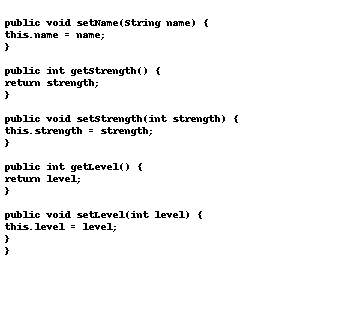 public void setName(String name) {
this.name = name;
}
public int getStrength() {
return strength;
}
public void setStrength(int strength) {
this.strength = strength;
}
public int getLevel() {
return level;
}
public void setLevel(int level) {
this.level = level;
}
}